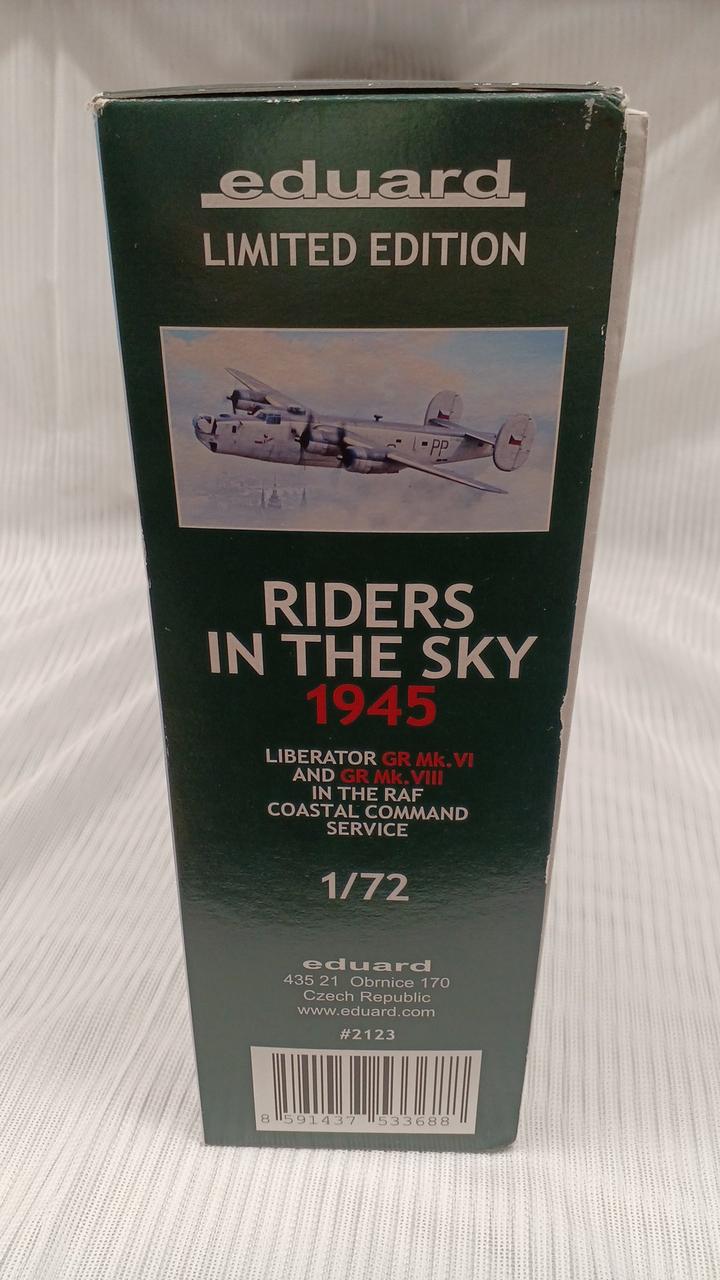 eduard
LIMITED EDITION
PP
RIDERS
IN THE SKY
1945
LIBERATOR GR Mk.VI
AND GR Mk.VIII
IN THE RAF
COASTAL COMMAND
SERVICE
1/72
eduard
435 21 Obrnice 170
Czech Republic
www.eduard.com
#2123
8 591437 533688